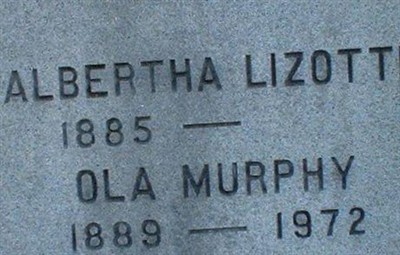 ALBERTHA LIZOTT
1885 —
OLA MURPHY
1889 — 1972